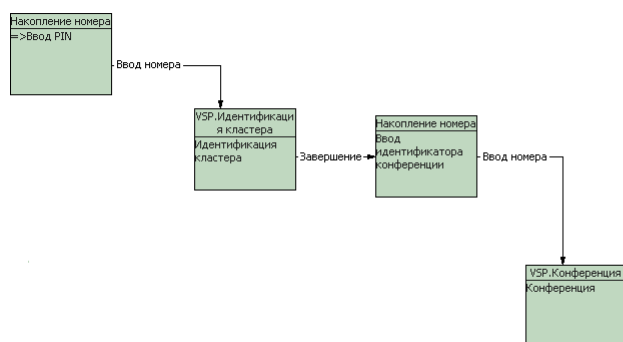 Накопление номера
=>Ввод PIN
Ввод номера
VSP.Идентификаци
я кластера
Идентификация
кластера
Завершение
Накопление номера
Ввод
идентификатора
конференции
Ввод номера
VSP.Конференция
Конференция